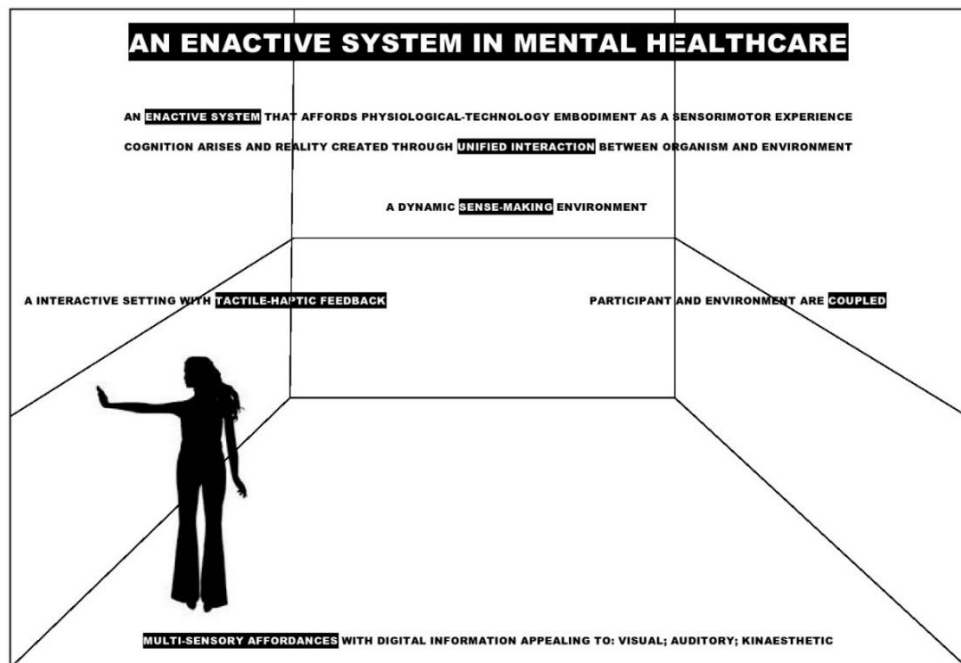 AN ENACTIVE SYSTEM IN MENTAL HEALTHCARE
AN ENACTIVE SYSTEM THAT AFFORDS PHYSIOLOGICAL-TECHNOLOGY EMBODIMENT AS A SENSORIMOTOR EXPERIENCE
COGNITION ARISES AND REALITY CREATED THROUGH UNIFIED INTERACTION BETWEEN ORGANISM AND ENVIRONMENT
A DYNAMIC SENSE-MAKING ENVIRONMENT
A INTERACTIVE SETTING WITH TACTILE-HAPTIC FEEDBACK
PARTICIPANT AND ENVIRONMENT ARE COUPLED
MULTI-SENSORY AFFORDANCES WITH DIGITAL INFORMATION APPEALING TO: VISUAL; AUDITORY; KINAESTHETIC